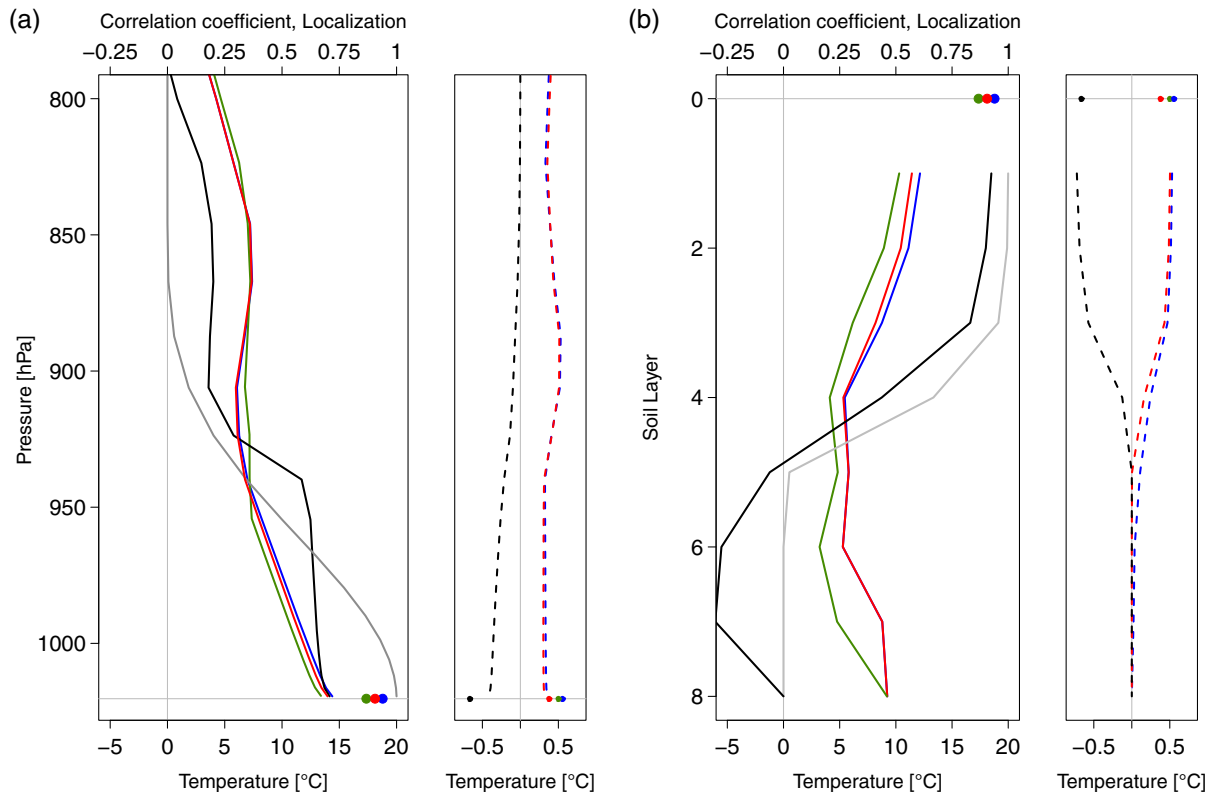 (a)
Correlation coefficient, Localization
−0.25 0 0.25 0.5 0.75 1
800
850
900
950
1000
Pressure [hPa]
−5 0 5 10 15 20
Temperature [°C]
−0.5 0.5
Temperature [°C]
(b)
Correlation coefficient, Localization
−0.25 0 0.25 0.5 0.75 1
0
2
4
6
8
Soil Layer
−5 0 5 10 15 20
Temperature [°C]
−0.5 0.5
Temperature [°C]